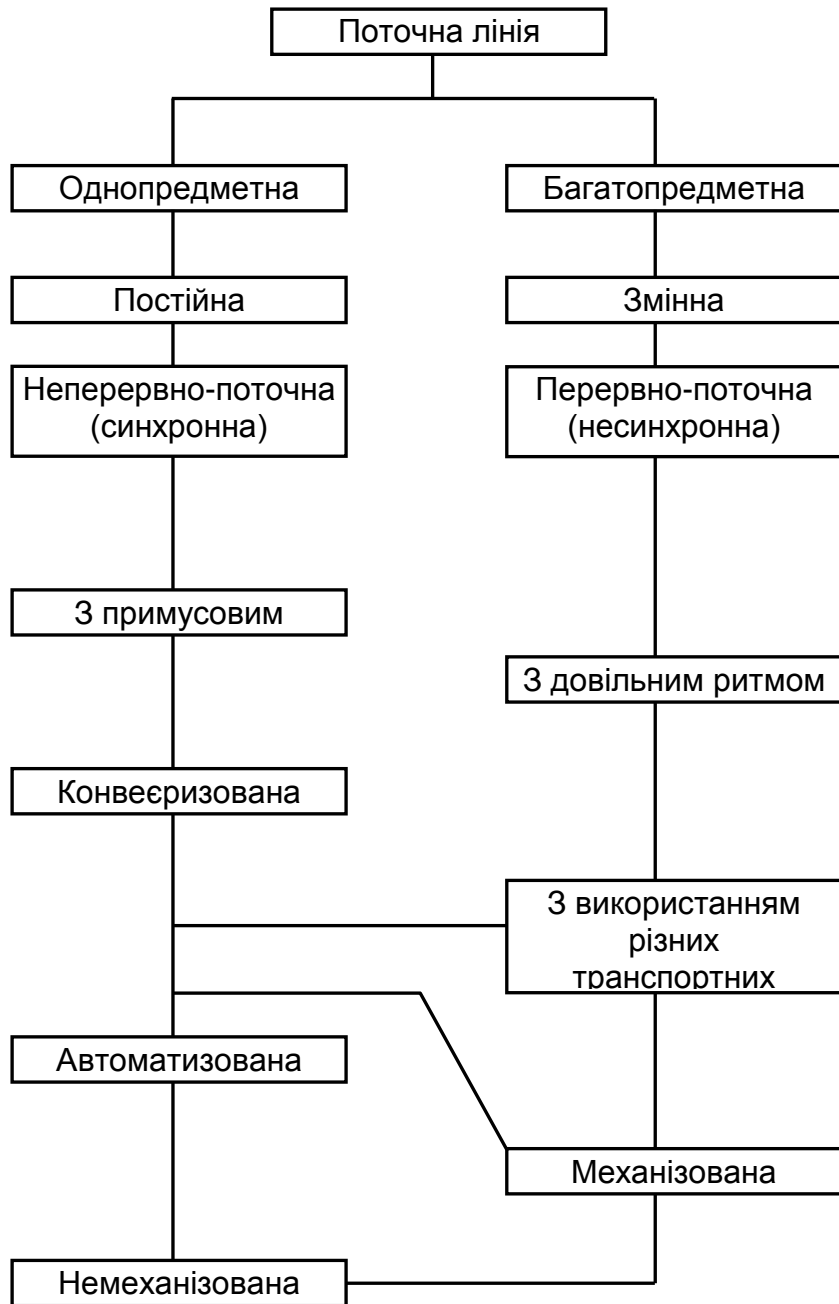 Поточна лінія
Однопредметна
Багатопредметна
Постійна
Змінна
Неперервно-поточна
(синхронна)
Перервно-поточна
(несинхронна)
З примусовим
З довільним ритмом
Конвеєризована
З використанням
різних
транспортних
Автоматизована
Механізована
Немеханізована